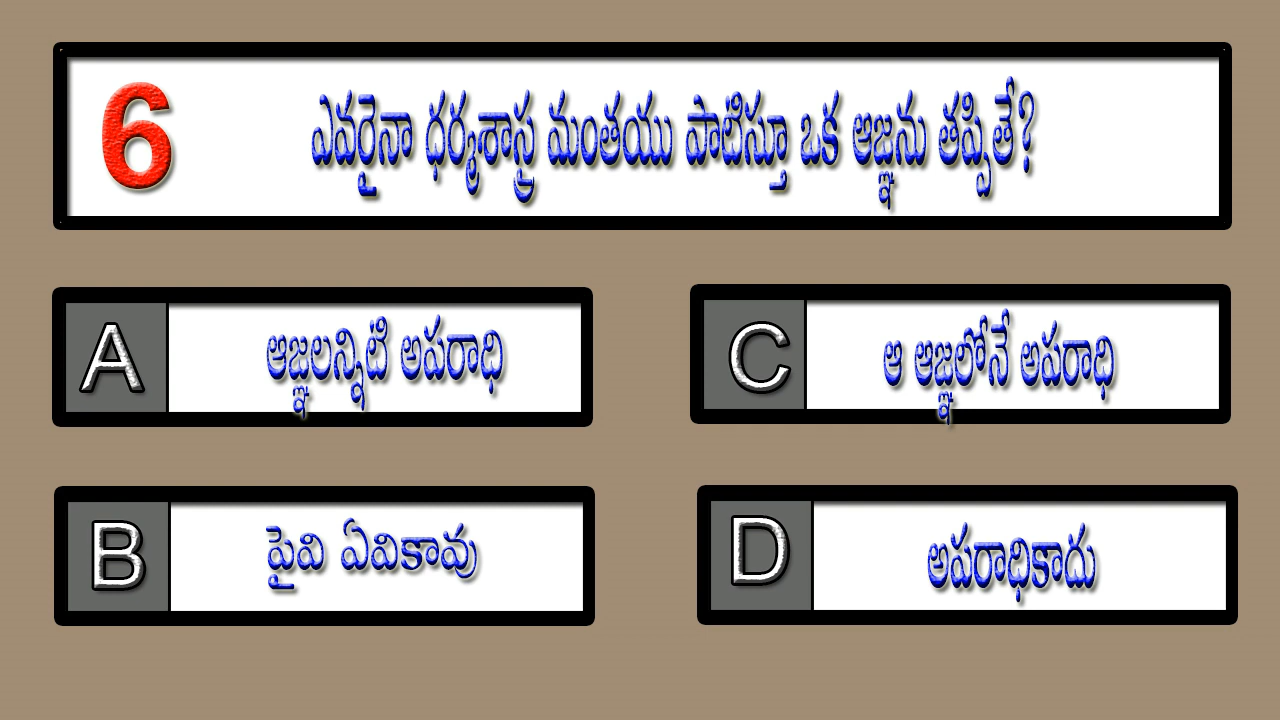 6
ఎవరైనా ధర్మశాస్త్ర మంతయు పాటిస్తూ ఒక ఆజ్ఞను తప్పితే?
A
ఆజ్ఞలన్నిటి అపరాధి
C
ఆ ఆజ్ఞలోనే అపరాధి
B
పైవి ఏవికావు
D
అపరాధికాదు